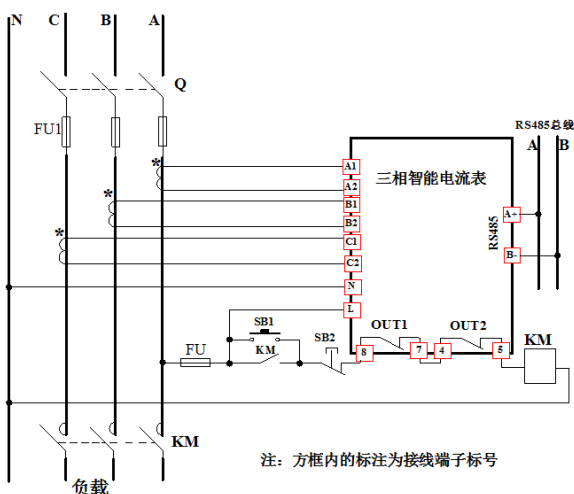 N C B A
Q
FU1
RS485总线
A B
三相智能电流表
*
*
*
A1
A2
B1
B2
C1
C2
N
L
A+
B-
RS485
SB1
KM
SB2
FU
OUT1
OUT2
8
7
4
5
KM
KM
负载
注：方框内的标注为接线端子标号